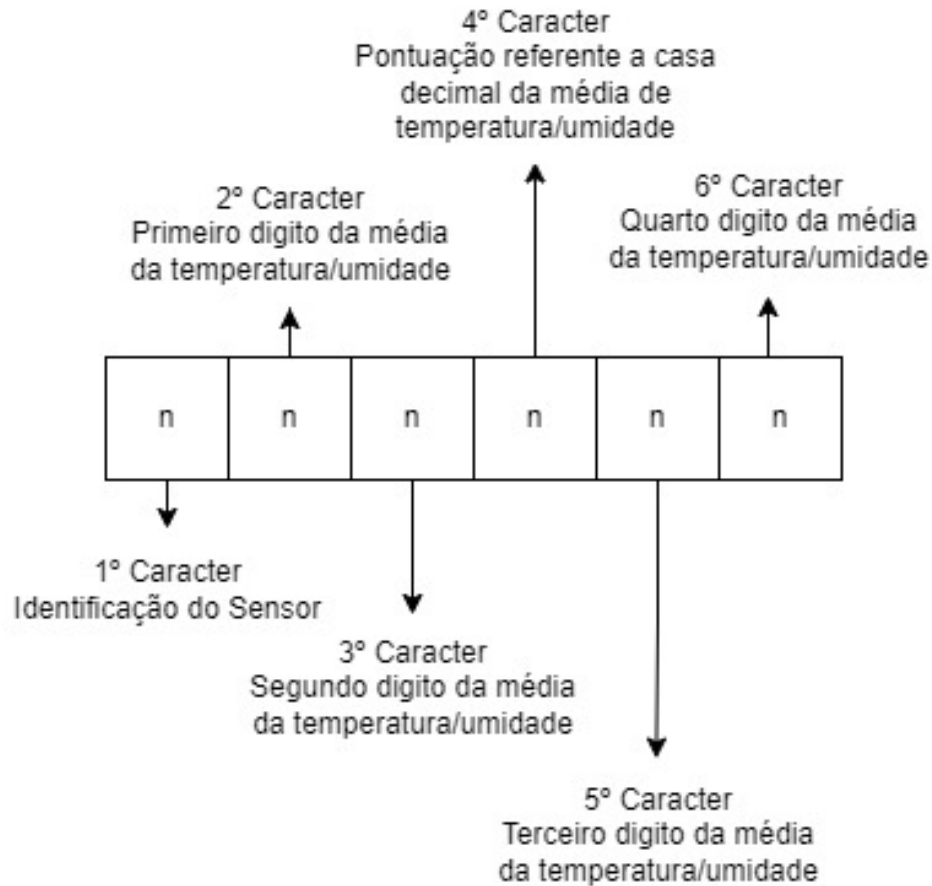 4º Caracter
Pontuação referente a casa
decimal da média de
temperatura/umidade
2º Caracter
Primeiro digito da média
da temperatura/umidade
6º Caracter
Quarto digito da média
da temperatura/umidade
n
n
n
n
n
n
1º Caracter
Identificação do Sensor
3º Caracter
Segundo digito da média
da temperatura/umidade
5º Caracter
Terceiro digito da média
da temperatura/umidade